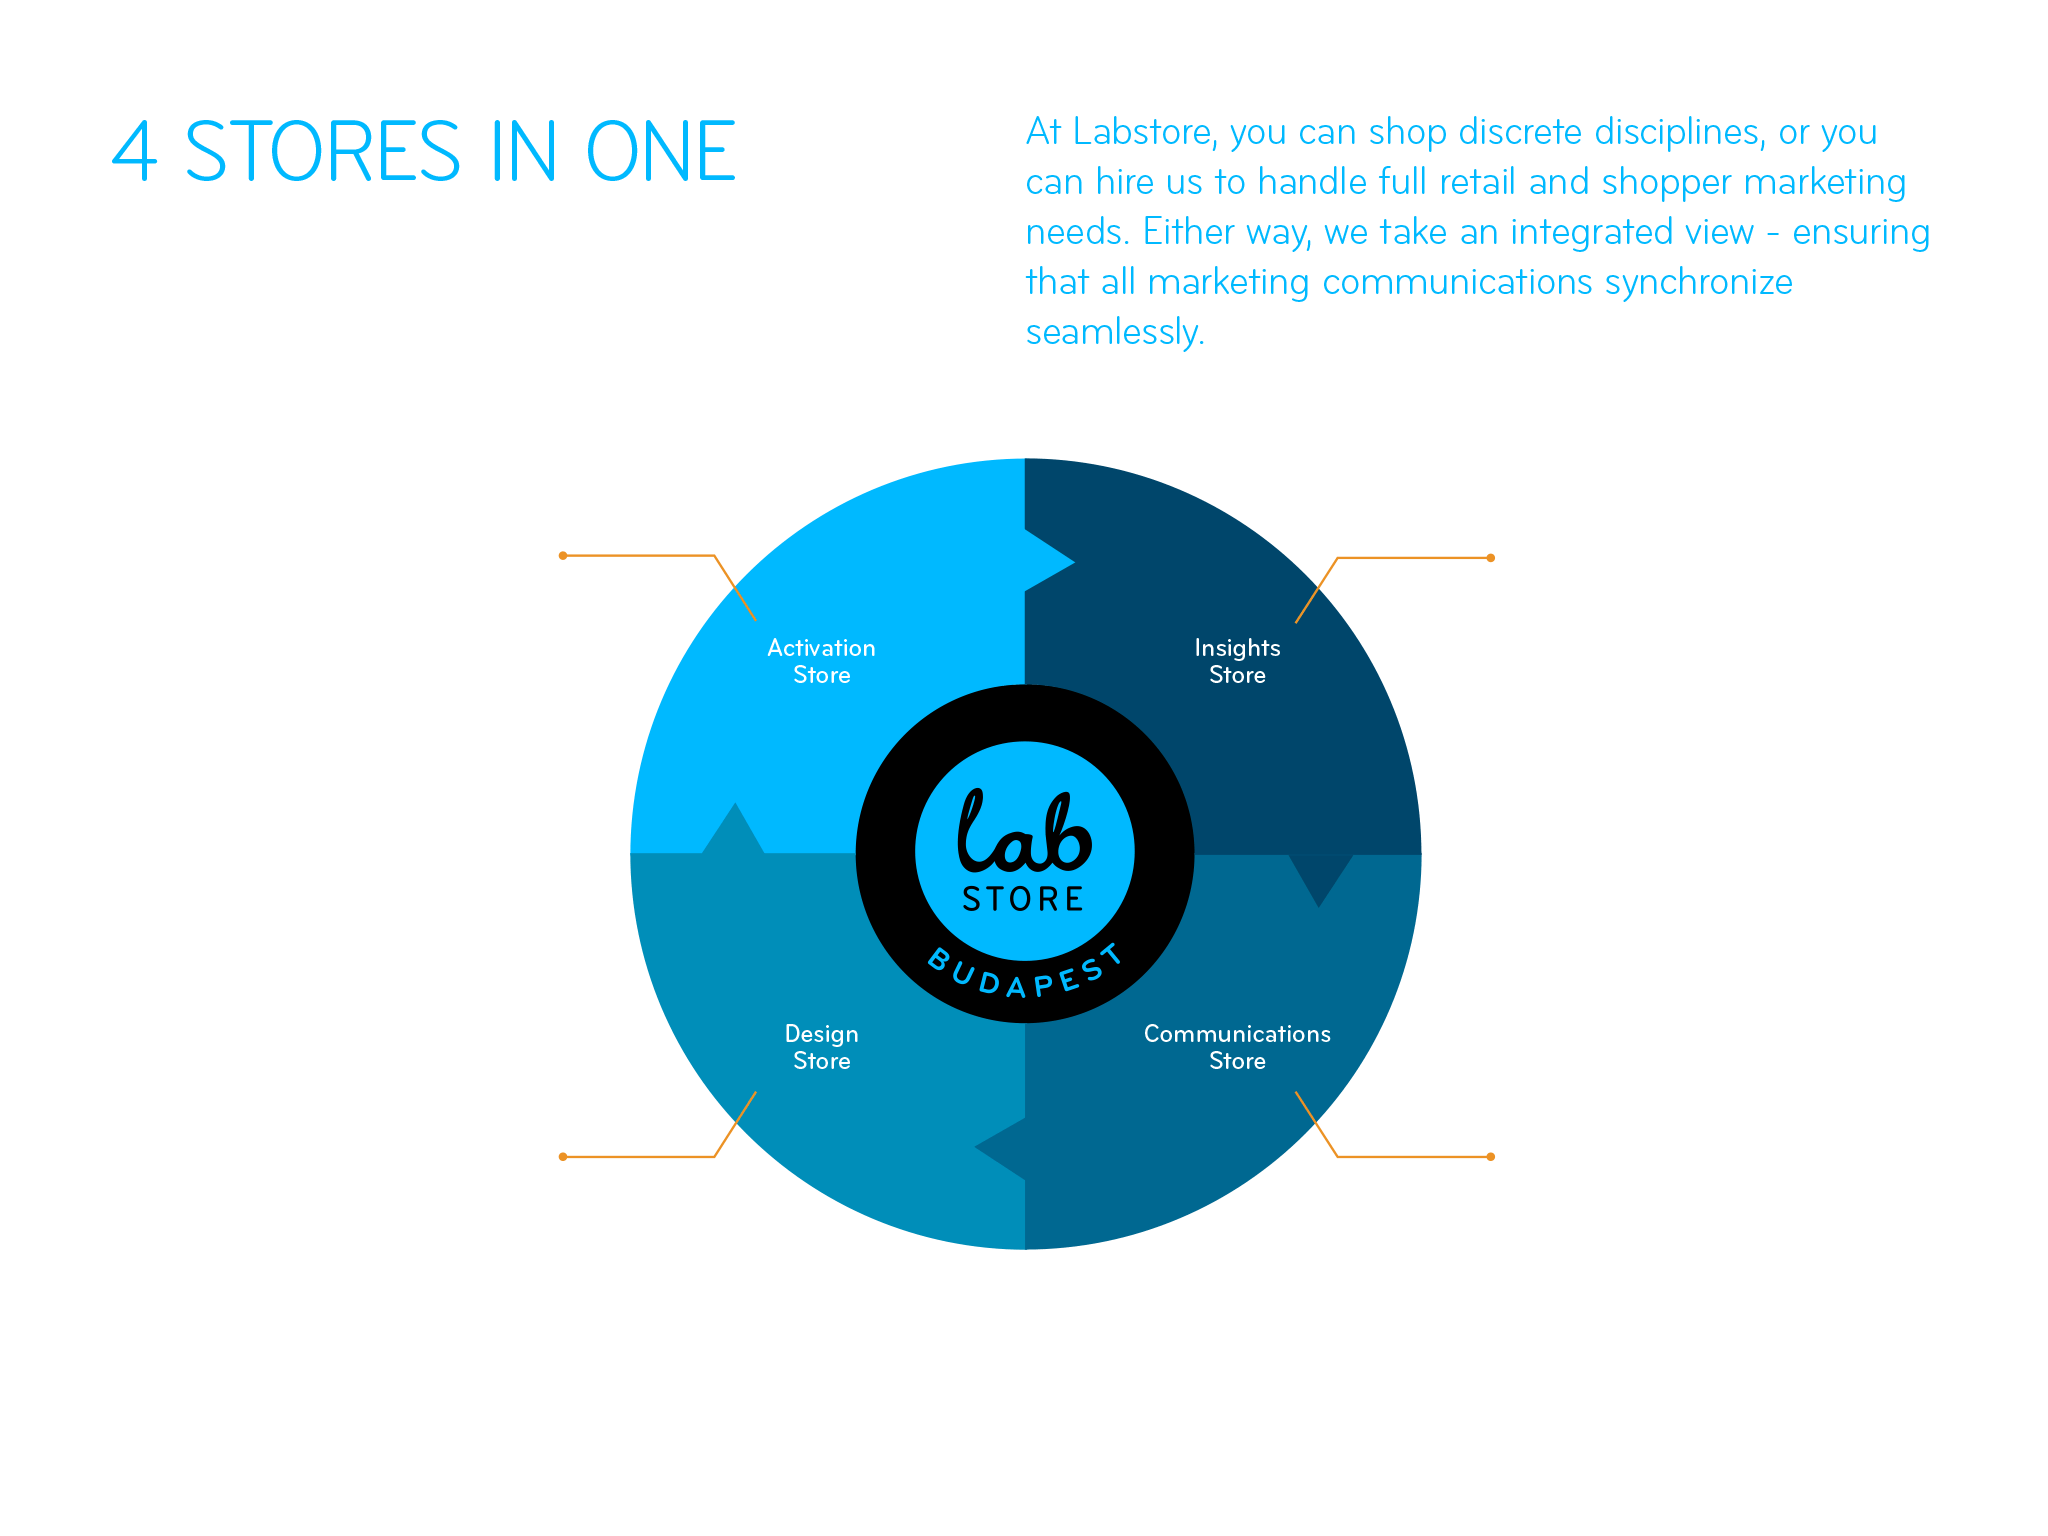 4 STORES IN ONE
At Labstore, you can shop discrete disciplines, or you
can hire us to handle full retail and shopper marketing
needs. Either way, we take an integrated view - ensuring
that all marketing communications synchronize
seamlessly.
Activation
Store
Insights
Store
lab
STORE
BUDAPEST
Design
Store
Communications
Store